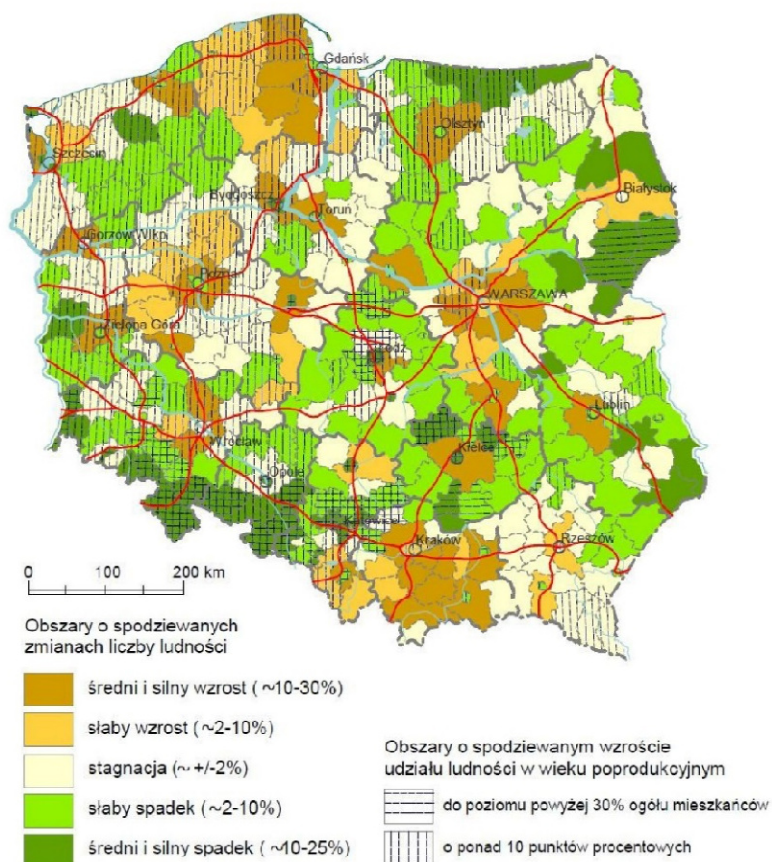 Gdańsk
Olsztyn
Szczecin
Białystok
Bydgoszcz
Toruń
Gorzów Wlkp
Poznań
WARSZAWA
Zielona Góra
Łódź
Lublin
Wrocław
Kielce
Opole
Katowice
Kraków
Rzeszów
0 100 200 km
Obszary o spodziewanych
zmianach liczby ludności
średni i silny wzrost (~10-30%)
słaby wzrost (~2-10%)
stagnacja (~ +/-2%)
słaby spadek (~2-10%)
średni i silny spadek (~10-25%)
Obszary o spodziewanym wzroście
udziału ludności w wieku poprodukcyjnym
do poziomu powyżej 30% ogółu mieszkańców
o ponad 10 punktów procentowych